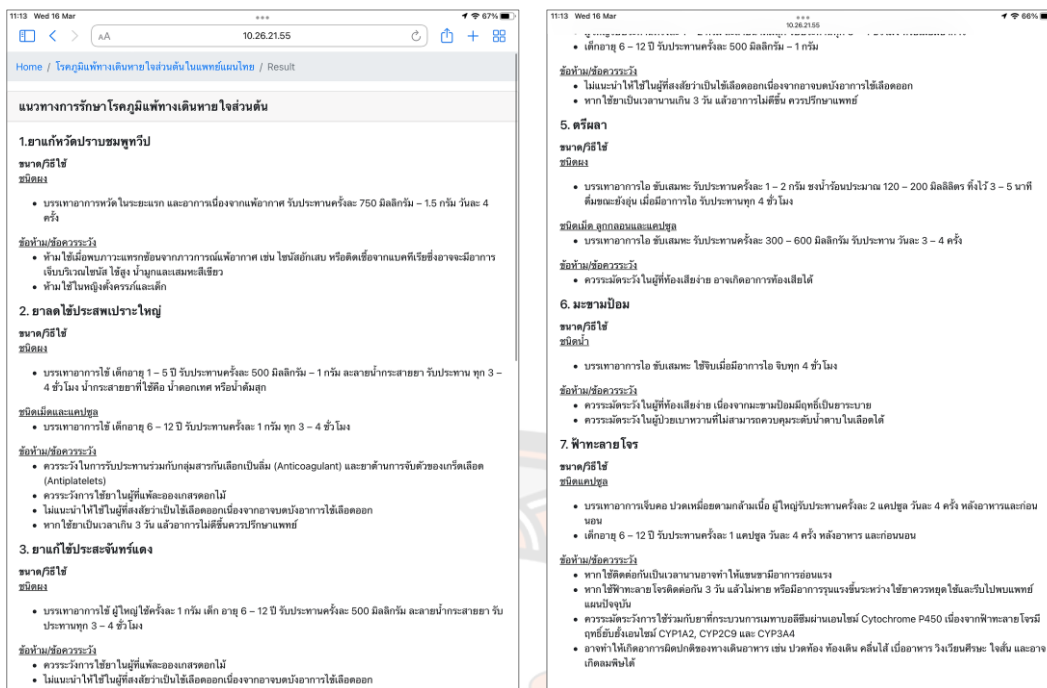 11:13 Wed 16 Mar
67%
AA
10.26.21.55
Home / โรคภูมิแพ้ทางเดินหายใจส่วนต้นในแพทย์แผนไทย / Result
แนวทางการรักษาโรคภูมิแพ้ทางเดินหายใจส่วนต้น
1.ยาแก้หวัดปราบชมพูทวีป
ขนาด/วิธีใช้
ชนิดผง
• บรรเทาอาการหวัดในระยะแรก และอาการเนื่องจากแพ้อากาศ รับประทานครั้งละ 750 มิลลิกรัม – 1.5 กรัม วันละ 4
ครั้ง
ข้อห้าม/ข้อควรระวัง
• ห้ามใช้เมื่อพบภาวะแทรกซ้อนจากภาวการณ์แพ้อากาศ เช่น ไซนัสอักเสบ หรือติดเชื้อจากแบคทีเรียซึ่งอาจจะมีอาการ
เจ็บบริเวณไซนัส ไข้สูง น้ำมูกและเสมหะสีเขียว
• ห้ามใช้ในหญิงตั้งครรภ์และเด็ก
2. ยาลดไข้ประสพเปราะใหญ่
ขนาด/วิธีใช้
ชนิดผง
• บรรเทาอาการไข้ เด็กอายุ 1 – 5 ปี รับประทานครั้งละ 500 มิลลิกรัม – 1 กรัม ละลายน้ำกระสายยา รับประทาน ทุก 3 –
4 ชั่วโมง น้ำกระสายยาที่ใช้คือ น้ำดอกเทศ หรือน้ำต้มสุก
ชนิดเม็ดและแคปซูล
• บรรเทาอาการไข้ เด็กอายุ 6 – 12 ปี รับประทานครั้งละ 1 กรัม ทุก 3 – 4 ชั่วโมง
ข้อห้าม/ข้อควรระวัง
• ควรระวังในการรับประทานร่วมกับกลุ่มสารกันเลือกเป็นลิ่ม (Anticoagulant) และยาต้านการจับตัวของเกร็ดเลือด
(Antiplatelets)
• ควรระวังการใช้ยาในผู้ที่แพ้ละอองเกสรดอกไม้
• ไม่แนะนำให้ใช้ในผู้ที่สงสัยว่าเป็นไข้เลือดออกเนื่องจากอาจบดบังอาการไข้เลือดออก
• หากใช้ยาเป็นเวลาเกิน 3 วัน แล้วอาการไม่ดีขึ้นควรปรึกษาแพทย์
3. ยาแก้ไข้ประสะจันทร์แดง
ขนาด/วิธีใช้
ชนิดผง
• บรรเทาอาการไข้ ผู้ใหญ่ใช้ครั้งละ 1 กรัม เด็ก อายุ 6 – 12 ปี รับประทานครั้งละ 500 มิลลิกรัม ละลายน้ำกระสายยา รับ
ประทานทุก 3 – 4 ชั่วโมง
ข้อห้าม/ข้อควรระวัง
• ควรระวังการใช้ยาในผู้ที่แพ้ละอองเกสรดอกไม้
• ไม่แนะนำให้ใช้ในผู้ที่สงสัยว่าเป็นไข้เลือดออกเนื่องจากอาจบดบังอาการไข้เลือดออก
11:13 Wed 16 Mar
66%
10.26.21.55
• เด็กอายุ 6 – 12 ปี รับประทานครั้งละ 500 มิลลิกรัม – 1 กรัม
ข้อห้าม/ข้อควรระวัง
• ไม่แนะนำให้ใช้ในผู้ที่สงสัยว่าเป็นไข้เลือดออกเนื่องจากอาจบดบังอาการไข้เลือดออก
• หากใช้ยาเป็นเวลานานเกิน 3 วัน แล้วอาการไม่ดีขึ้น ควรปรึกษาแพทย์
5. ตรีผลา
ขนาด/วิธีใช้
ชนิดผง
• บรรเทาอาการไอ ขับเสมหะ รับประทานครั้งละ 1 – 2 กรัม ชงน้ำร้อนประมาณ 120 – 200 มิลลิลิตร ทิ้งไว้ 3 – 5 นาที
ดื่มขณะยังอุ่น เมื่อมีอาการไอ รับประทานทุก 4 ชั่วโมง
ชนิดเม็ด ลูกกลอนและแคปซูล
• บรรเทาอาการไอ ขับเสมหะ รับประทานครั้งละ 300 – 600 มิลลิกรัม รับประทาน วันละ 3 – 4 ครั้ง
ข้อห้าม/ข้อควรระวัง
• ควรระมัดระวังในผู้ที่ท้องเสียง่าย อาจเกิดอาการท้องเสียได้
6. มะขามป้อม
ขนาด/วิธีใช้
ชนิดน้ำ
• บรรเทาอาการไอ ขับเสมหะ ใช้จิบเมื่อมีอาการไอ จิบทุก 4 ชั่วโมง
ข้อห้าม/ข้อควรระวัง
• ควรระมัดระวังในผู้ที่ท้องเสียง่าย เนื่องจากมะขามป้อมมีฤทธิ์เป็นยาระบาย
• ควรระมัดระวังในผู้ป่วยเบาหวานที่ไม่สามารถควบคุมระดับน้ำตาบในเลือดได้
7. ฟ้าทะลายโจร
ขนาด/วิธีใช้
ชนิดแคปซูล
• บรรเทาอาการเจ็บคอ ปวดเหมื่อยตามกล้ามเนื้อ ผู้ใหญ่รับประทานครั้งละ 2 แคปซูล วันละ 4 ครั้ง หลังอาหารและก่อน
นอน
• เด็กอายุ 6 – 12 ปี รับประทานครั้งละ 1 แคปซูล วันละ 4 ครั้ง หลังอาหาร และก่อนนอน
ข้อห้าม/ข้อควรระวัง
• หากใช้ติดต่อกันเป็นเวลานานอาจทำให้แขนขามีอาการอ่อนแรง
• หากใช้ฟ้าทะลายโจรติดต่อกัน 3 วัน แล้วไม่หาย หรือมีอาการรุนแรงขึ้นระหว่างใช้ยาควรหยุดใช้และรีบไปพบแพทย์
แผนปัจจุบัน
• ควรระมัดระวังการใช้ร่วมกับยาที่กระบวนการเมทาบอลิซึมผ่านเอนไซม์ Cytochrome P450 เนื่องจากฟ้าทะลายโจรมี
ฤทธิ์ยับยั้งเอนไซม์ CYP1A2, CYP2C9 และ CYP3A4
• อาจทำให้เกิดอาการผิดปกติของทางเดินอาหาร เช่น ปวดท้อง ท้องเดิน คลื่นไส้ เบื่ออาหาร วิงเวียนศีรษะ ใจสั่น และอาจ
เกิดลมพิษได้